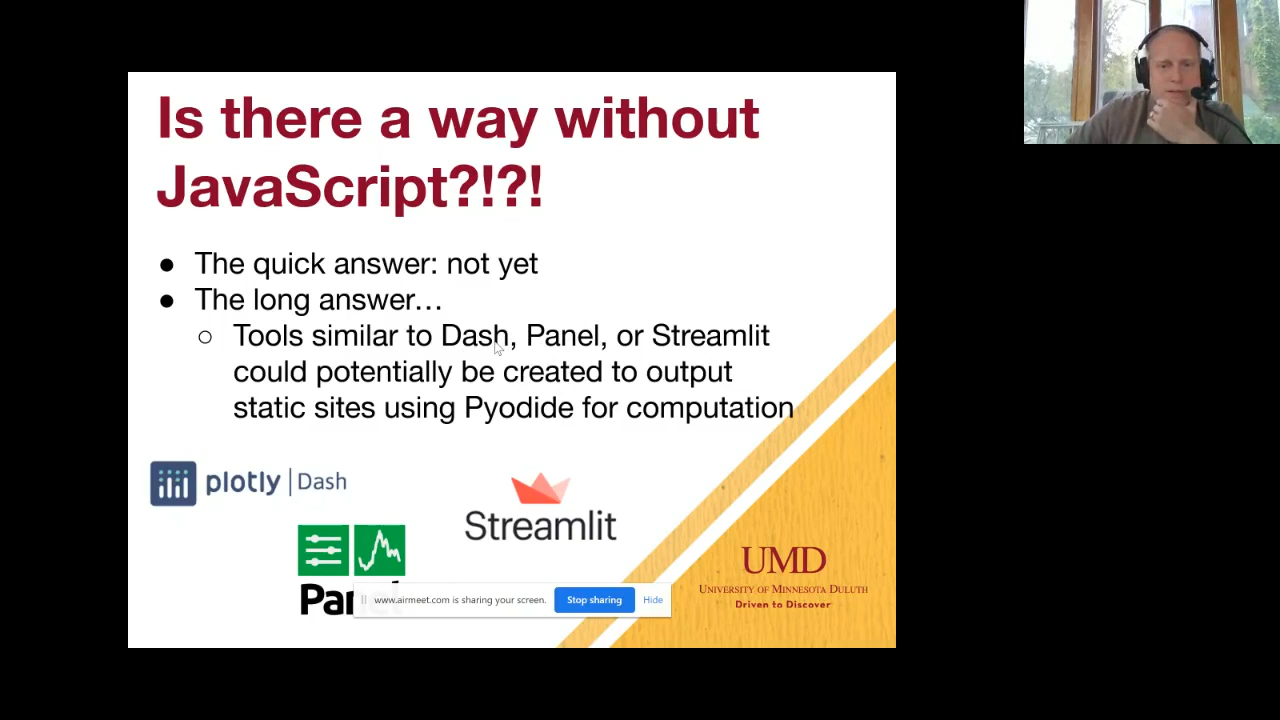 Is there a way without
JavaScript?!?!
● The quick answer: not yet
● The long answer…
○ Tools similar to Dash, Panel, or Streamlit
could potentially be created to output
static sites using Pyodide for computation
plotly | Dash
Streamlit
UMD
UNIVERSITY OF MINNESOTA DULUTH
Driven to Discover
www.airmeet.com is sharing your screen. Stop sharing Hide